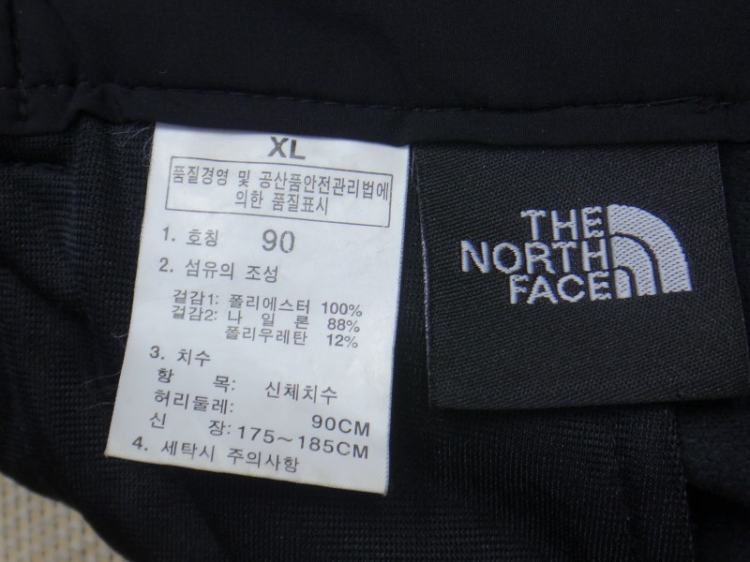 XL
품질경영 및 공산품안전관리법에
의한 품질표시
1. 호칭 90
2. 섬유의 조성
겉감1: 폴리에스터 100%
겉감2: 나 일 론 88%
폴리우레탄 12%
3. 치수
항 목: 신체치수
허리둘레: 90CM
신 장: 175~185CM
4. 세탁시 주의사항
THE
NORTH
FACE